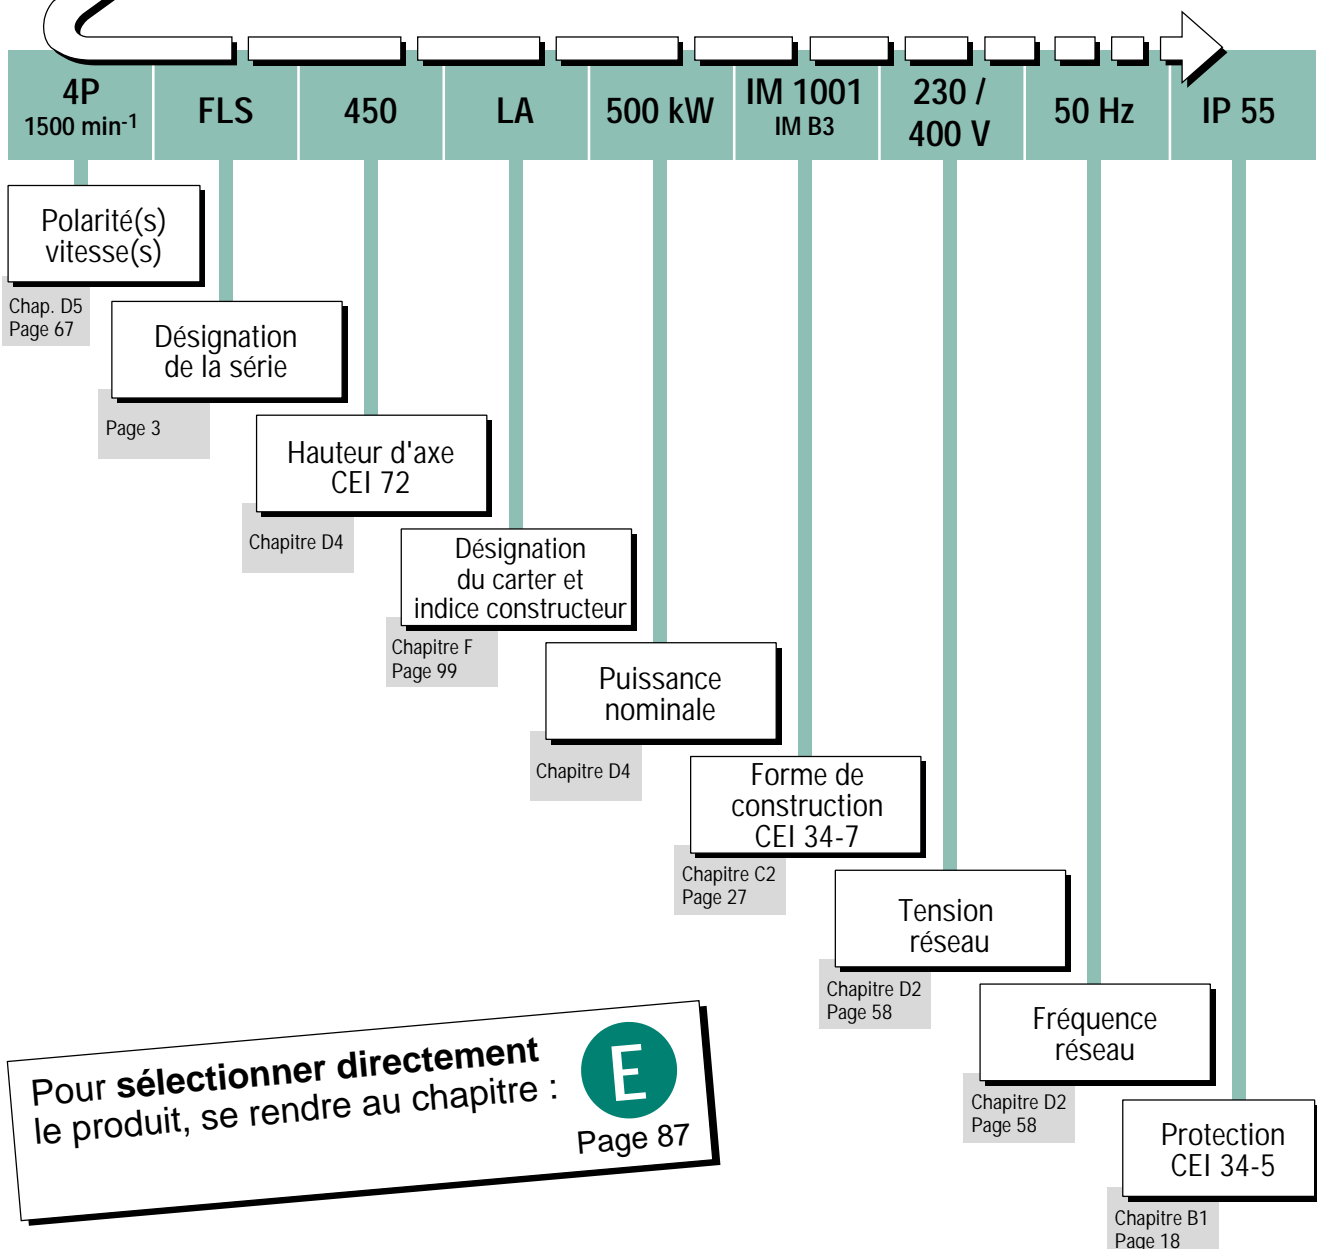 4P
1500 min-1
FLS
450
LA
500 kW
IM 1001
IM B3
230 /
400 V
50 Hz
IP 55
Polarité(s)
vitesse(s)
Chap. D5
Page 67
Désignation
de la série
Page 3
Hauteur d'axe
CEI 72
Chapitre D4
Désignation
du carter et
indice constructeur
Chapitre F
Page 99
Puissance
nominale
Chapitre D4
Forme de
construction
CEI 34-7
Chapitre C2
Page 27
Tension
réseau
Chapitre D2
Page 58
Fréquence
réseau
Chapitre D2
Page 58
Protection
CEI 34-5
Chapitre B1
Page 18
Pour sélectionner directement
le produit, se rendre au chapitre :
E
Page 87